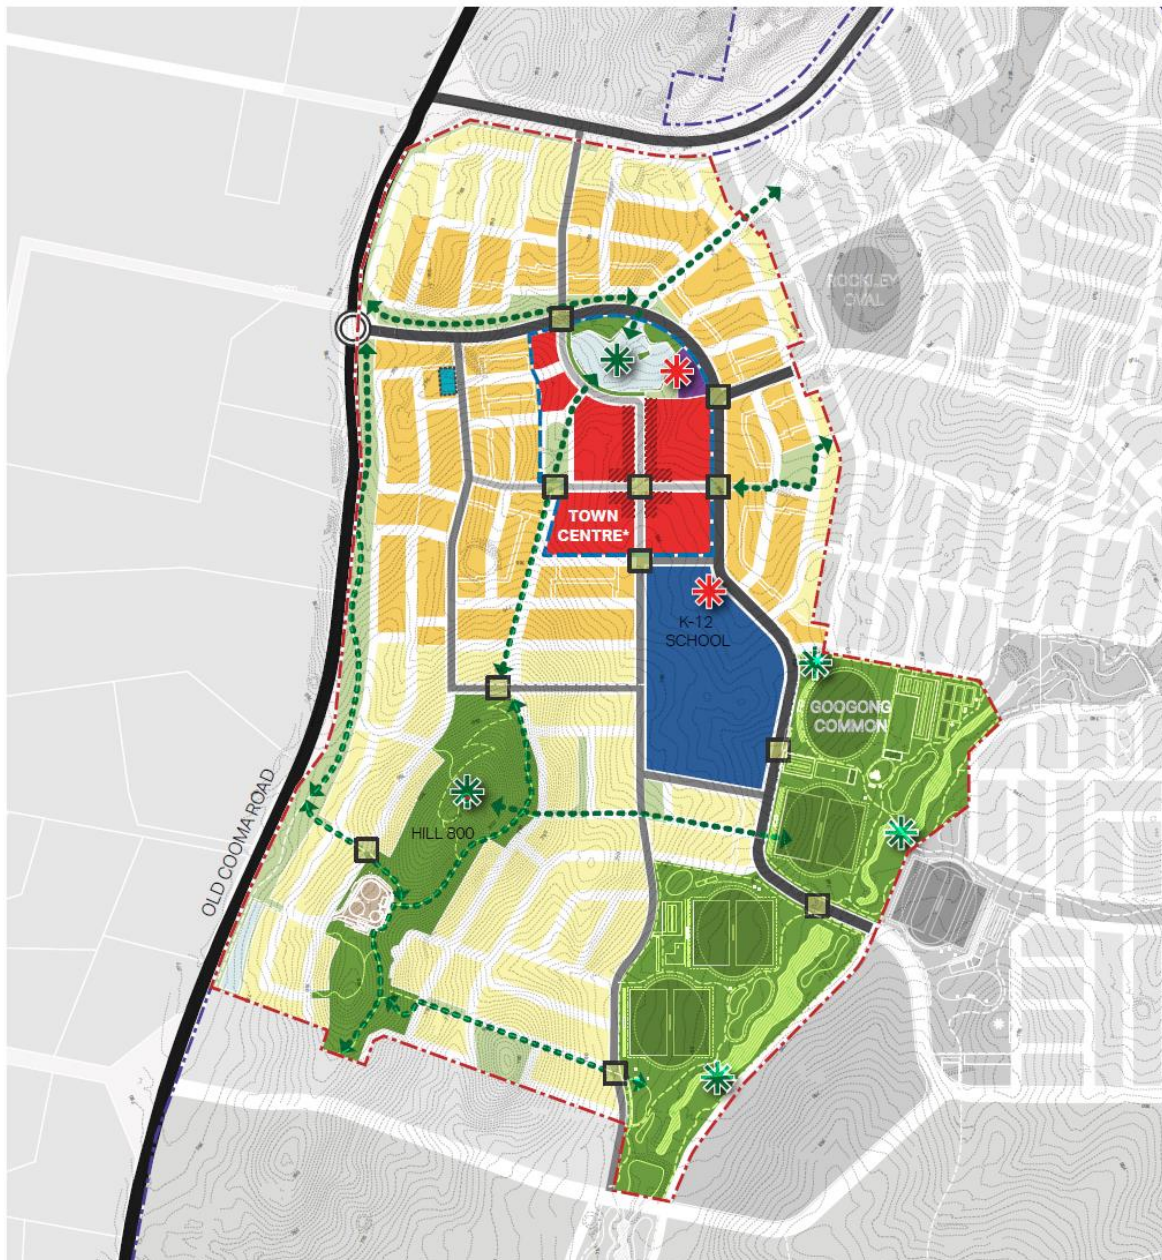 ROCKLEY
OVAL
TOWN
CENTRE*
K-12
SCHOOL
GOOGONG
COMMON
HILL 800
OLD COOMA ROAD